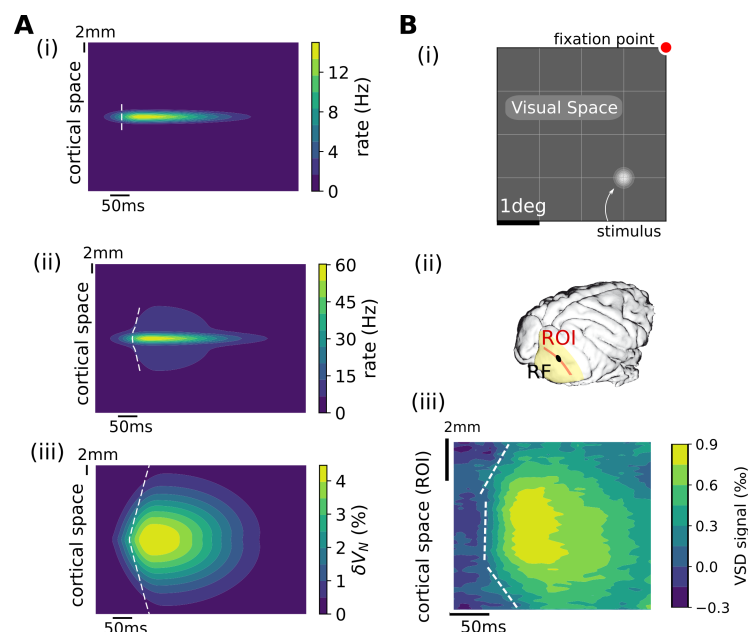 A
(i)
2mm
cortical space
12
8
4
0
rate (Hz)
50ms
(ii)
2mm
cortical space
60
45
30
15
0
rate (Hz)
50ms
(iii)
2mm
cortical space
4
3
2
1
0
δV_N (%)
50ms
B
(i)
fixation point
Visual Space
1deg
stimulus
(ii)
ROI
RF
(iii)
2mm
cortical space (ROI)
0.9
0.6
0.3
0.0
−0.3
VSD signal (‰)
50ms